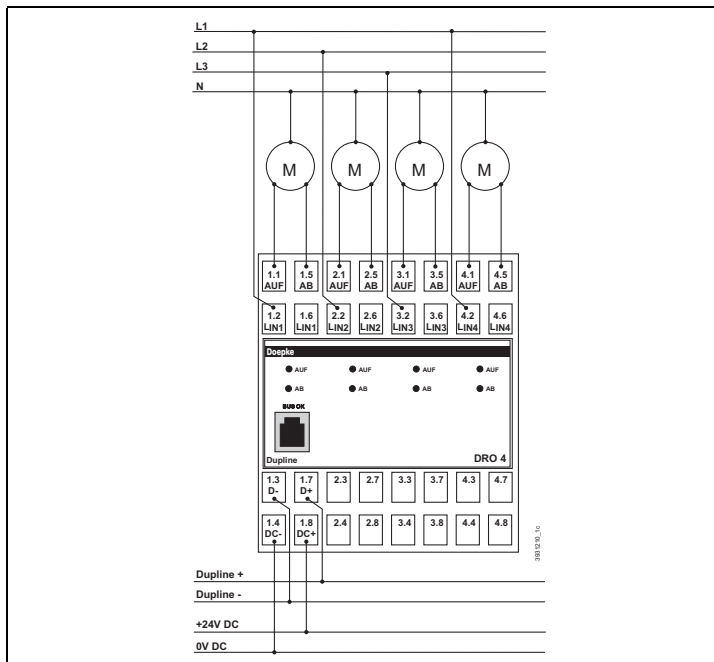 L1
L2
L3
N
M M M M
1.1 1.5 2.1 2.5 3.1 3.5 4.1 4.5
AUF AB AUF AB AUF AB AUF AB
1.2 1.6 2.2 2.6 3.2 3.6 4.2 4.6
LIN1 LIN1 LIN2 LIN2 LIN3 LIN3 LIN4 LIN4
Doepke
AUF AUF AUF AUF
AB AB AB AB
BUS OK
Dupline DRO 4
1.3 1.7 2.3 2.7 3.3 3.7 4.3 4.7
D- D+
1.4 1.8 2.4 2.8 3.4 3.8 4.4 4.8
DC- DC+
3931210_1c
Dupline +
Dupline -
+24V DC
0V DC